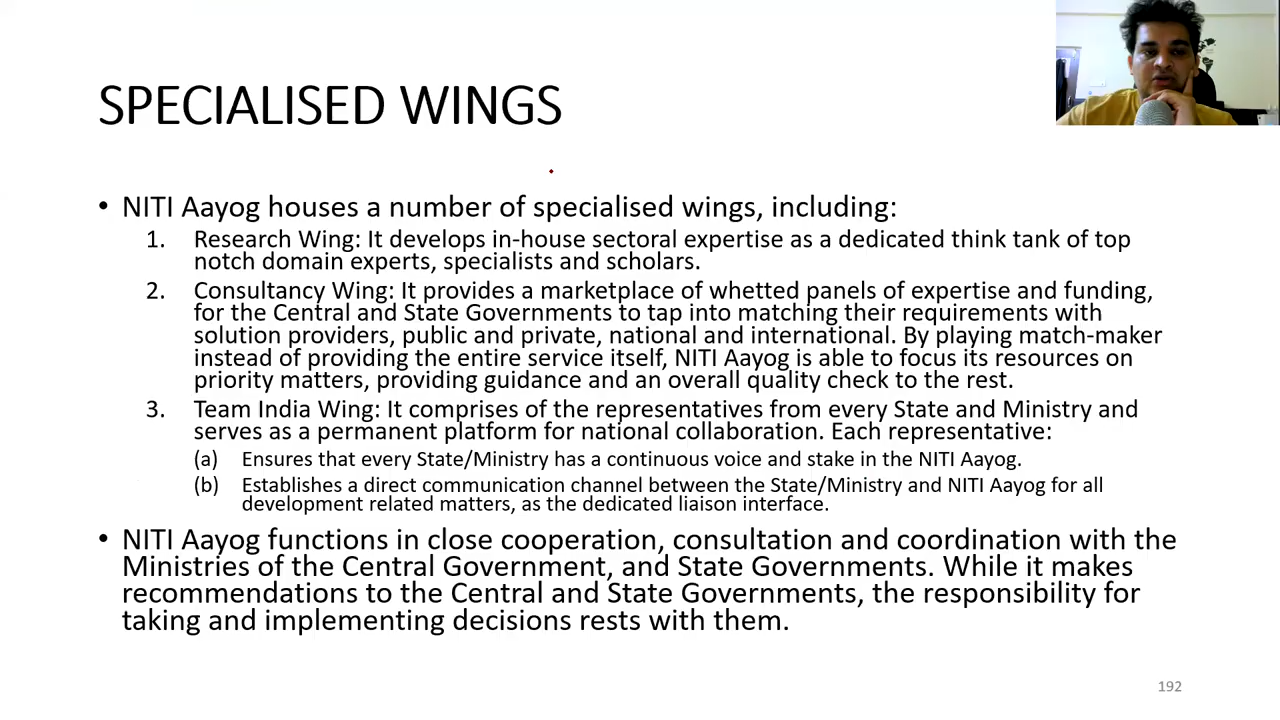 SPECIALISED WINGS
• NITI Aayog houses a number of specialised wings, including:
1. Research Wing: It develops in-house sectoral expertise as a dedicated think tank of top
notch domain experts, specialists and scholars.
2. Consultancy Wing: It provides a marketplace of whetted panels of expertise and funding,
for the Central and State Governments to tap into matching their requirements with
solution providers, public and private, national and international. By playing match-maker
instead of providing the entire service itself, NITI Aayog is able to focus its resources on
priority matters, providing guidance and an overall quality check to the rest.
3. Team India Wing: It comprises of the representatives from every State and Ministry and
serves as a permanent platform for national collaboration. Each representative:
(a) Ensures that every State/Ministry has a continuous voice and stake in the NITI Aayog.
(b) Establishes a direct communication channel between the State/Ministry and NITI Aayog for all
development related matters, as the dedicated liaison interface.
• NITI Aayog functions in close cooperation, consultation and coordination with the
Ministries of the Central Government, and State Governments. While it makes
recommendations to the Central and State Governments, the responsibility for
taking and implementing decisions rests with them.
192